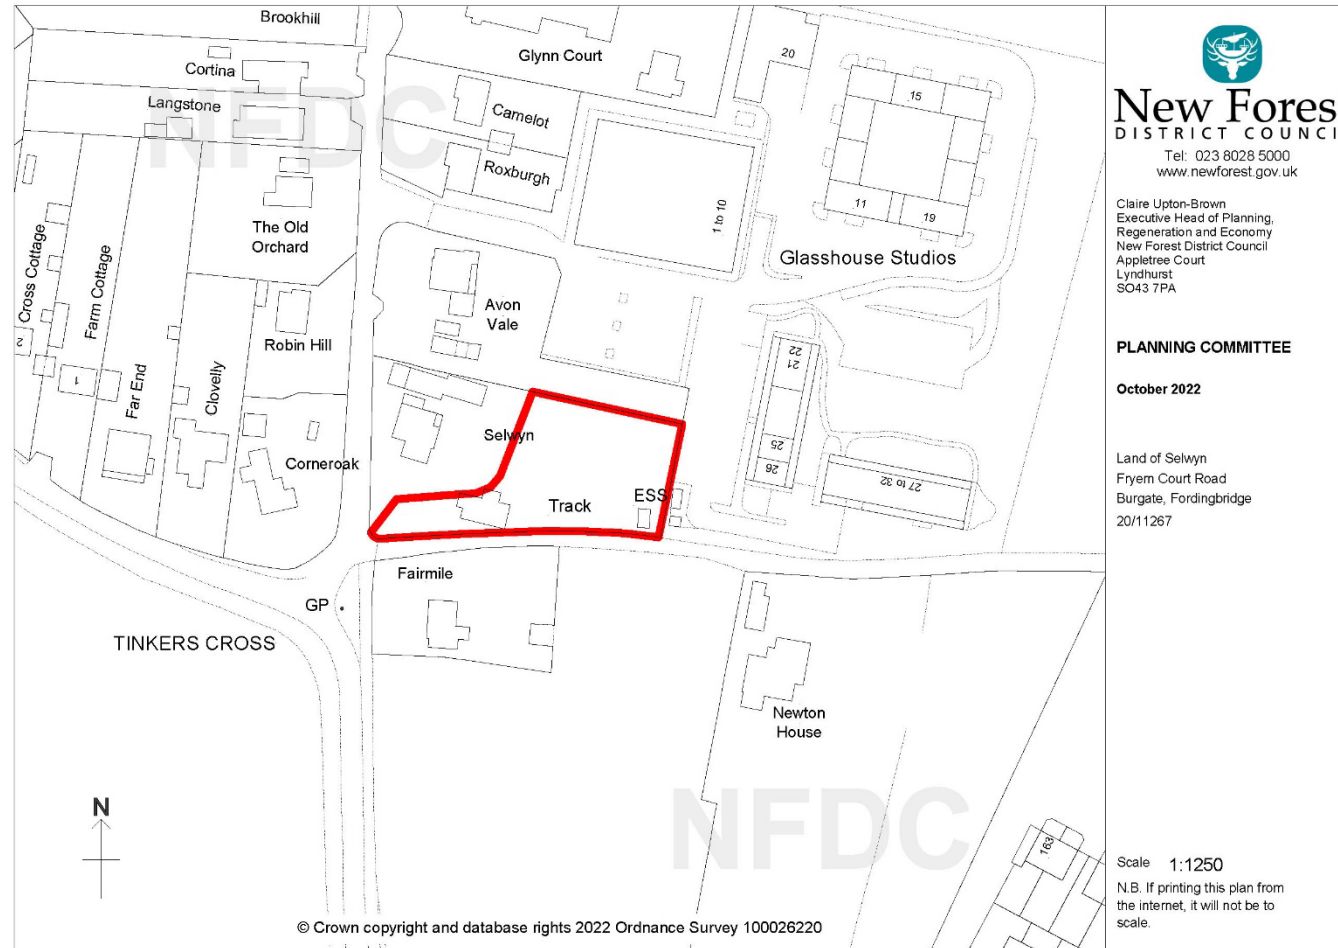 Brookhill
Cortina
Langstone
NFDC
The Old
Orchard
Cross Cottage
Farm Cottage
Far End
Clovelly
Robin Hill
Corneroak
2
1
Glynn Court
Camelot
Roxburgh
20
15
11
19
1 to 10
Glasshouse Studios
Avon
Vale
Selwyn
Track
ESS
22
21
25
26
27 to 32
Fairmile
GP
TINKERS CROSS
Newton
House
N
NFDC
163
© Crown copyright and database rights 2022 Ordnance Survey 100026220
New Fores
DISTRICT COUNCI
Tel: 023 8028 5000
www.newforest.gov.uk
Claire Upton-Brown
Executive Head of Planning,
Regeneration and Economy
New Forest District Council
Appletree Court
Lyndhurst
SO43 7PA
PLANNING COMMITTEE
October 2022
Land of Selwyn
Fryern Court Road
Burgate, Fordingbridge
20/11267
Scale 1:1250
N.B. If printing this plan from
the internet, it will not be to
scale.